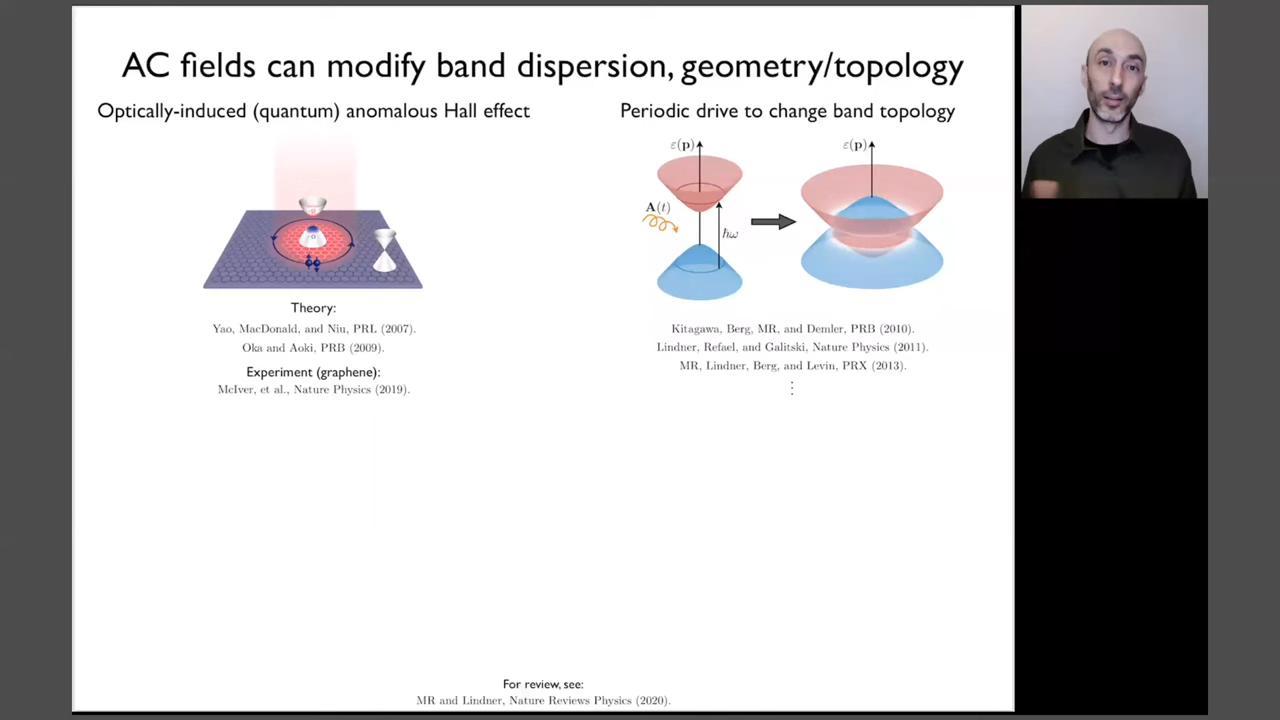 AC fields can modify band dispersion, geometry/topology
Optically-induced (quantum) anomalous Hall effect
Theory:
Yao, MacDonald, and Niu, PRL (2007).
Oka and Aoki, PRB (2009).
Experiment (graphene):
McIver, et al., Nature Physics (2019).
Periodic drive to change band topology
ε(p)
ε(p)
A(t)
ℏω
Kitagawa, Berg, MR, and Demler, PRB (2010).
Lindner, Refael, and Galitski, Nature Physics (2011).
MR, Lindner, Berg, and Levin, PRX (2013).
⋮
For review, see:
MR and Lindner, Nature Reviews Physics (2020).